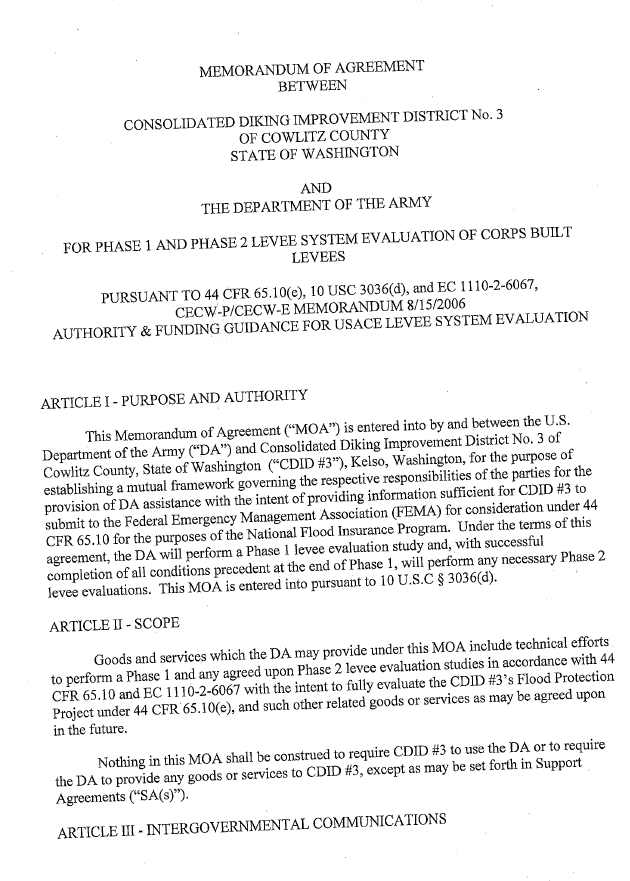 MEMORANDUM OF AGREEMENT
BETWEEN
CONSOLIDATED DIKING IMPROVEMENT DISTRICT No. 3
OF COWLITZ COUNTY
STATE OF WASHINGTON
AND
THE DEPARTMENT OF THE ARMY
FOR PHASE 1 AND PHASE 2 LEVEE SYSTEM EVALUATION OF CORPS BUILT
LEVEES
PURSUANT TO 44 CFR 65.10(e), 10 USC 3036(d), and EC 1110-2-6067,
CECW-P/CECW-E MEMORANDUM 8/15/2006
AUTHORITY & FUNDING GUIDANCE FOR USACE LEVEE SYSTEM EVALUATION
ARTICLE I - PURPOSE AND AUTHORITY
This Memorandum of Agreement ("MOA") is entered into by and between the U.S.
Department of the Army ("DA") and Consolidated Diking Improvement District No. 3 of
Cowlitz County, State of Washington ("CDID #3"), Kelso, Washington, for the purpose of
establishing a mutual framework governing the respective responsibilities of the parties for the
provision of DA assistance with the intent of providing information sufficient for CDID #3 to
submit to the Federal Emergency Management Association (FEMA) for consideration under 44
CFR 65.10 for the purposes of the National Flood Insurance Program. Under the terms of this
agreement, the DA will perform a Phase 1 levee evaluation study and, with successful
completion of all conditions precedent at the end of Phase 1, will perform any necessary Phase 2
levee evaluations. This MOA is entered into pursuant to 10 U.S.C § 3036(d).
ARTICLE II - SCOPE
Goods and services which the DA may provide under this MOA include technical efforts
to perform a Phase 1 and any agreed upon Phase 2 levee evaluation studies in accordance with 44
CFR 65.10 and EC 1110-2-6067 with the intent to fully evaluate the CDID #3's Flood Protection
Project under 44 CFR 65.10(e), and such other related goods or services as may be agreed upon
in the future.
Nothing in this MOA shall be construed to require CDID #3 to use the DA or to require
the DA to provide any goods or services to CDID #3, except as may be set forth in Support
Agreements ("SA(s)").
ARTICLE III - INTERGOVERNMENTAL COMMUNICATIONS